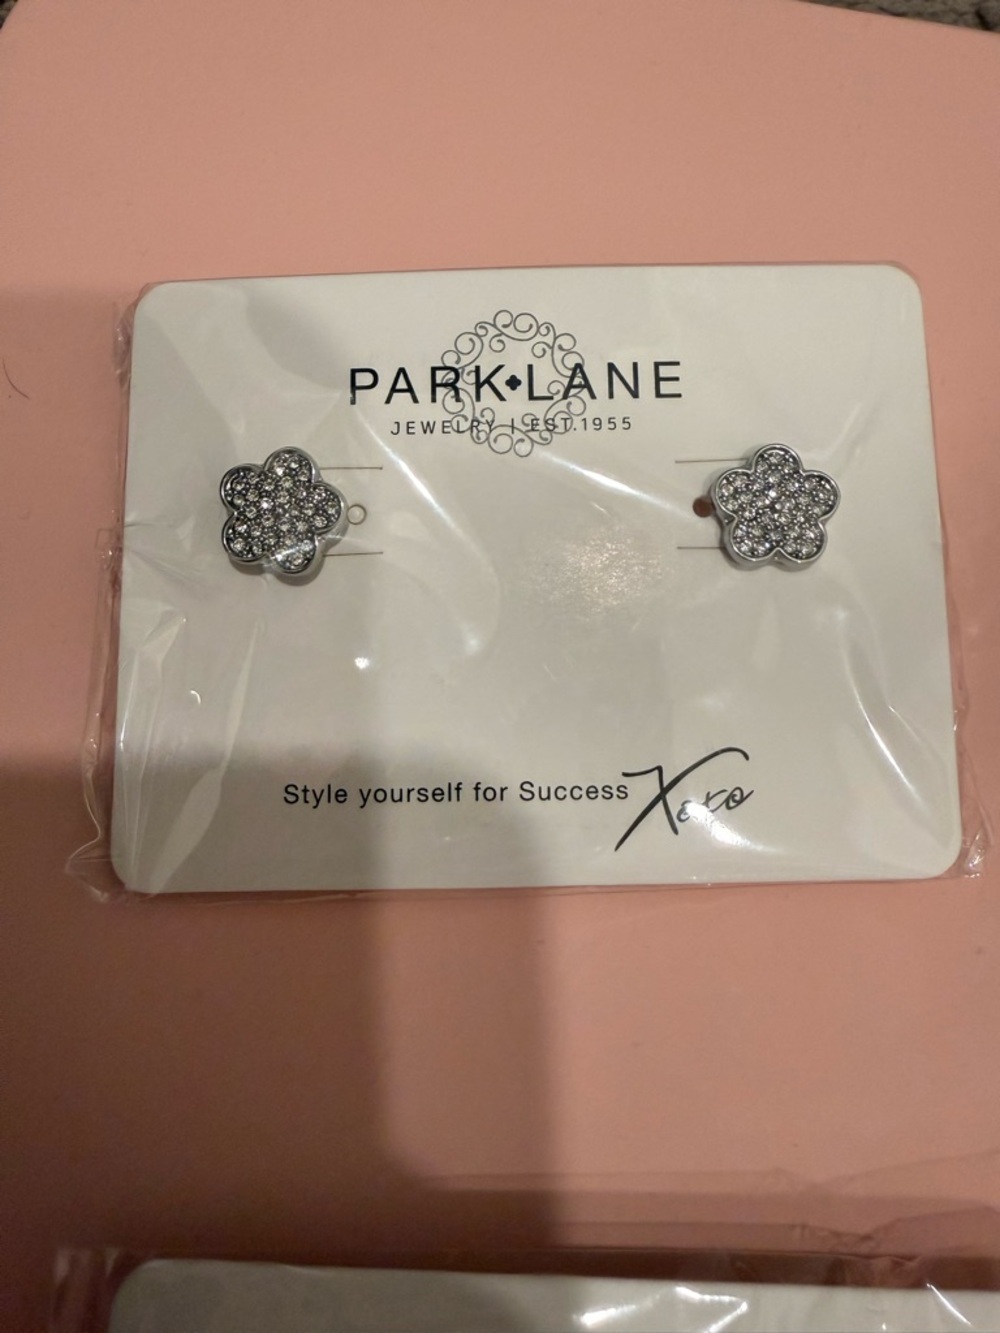 PARK LANE
JEWELRY | EST.1955
Style yourself for Success Xoxo